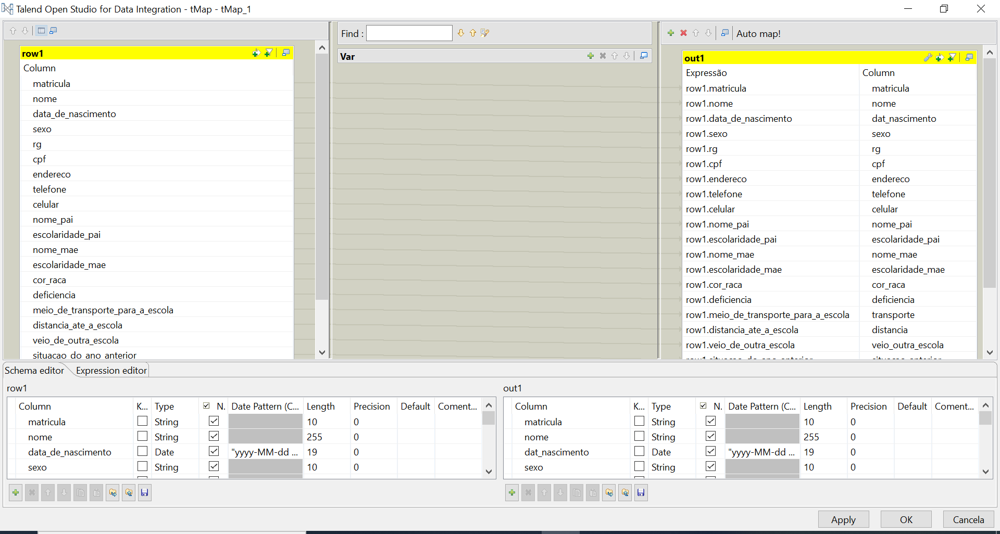 Talend Open Studio for Data Integration - tMap - tMap_1
Find :
Auto map!
row1
Column
matricula
nome
data_de_nascimento
sexo
rg
cpf
endereco
telefone
celular
nome_pai
escolaridade_pai
nome_mae
escolaridade_mae
cor_raca
deficiencia
meio_de_transporte_para_a_escola
distancia_ate_a_escola
veio_de_outra_escola
situacao_do_ano_anterior
Var
out1
Expressão Column
row1.matricula matricula
row1.nome nome
row1.data_de_nascimento dat_nascimento
row1.sexo sexo
row1.rg rg
row1.cpf cpf
row1.endereco endereco
row1.telefone telefone
row1.celular celular
row1.nome_pai nome_pai
row1.escolaridade_pai escolaridade_pai
row1.nome_mae nome_mae
row1.escolaridade_mae escolaridade_mae
row1.cor_raca cor_raca
row1.deficiencia deficiencia
row1.meio_de_transporte_para_a_escola transporte
row1.distancia_ate_a_escola distancia
row1.veio_de_outra_escola veio_outra_escola
Schema editor Expression editor
row1
Column K... Type N. Date Pattern (C... Length Precision Default Coment...
matricula String 10 0
nome String 255 0
data_de_nascimento Date "yyyy-MM-dd ... 19 0
sexo String 10 0
out1
Column K... Type N. Date Pattern (C... Length Precision Default Coment...
matricula String 10 0
nome String 255 0
dat_nascimento Date "yyyy-MM-dd ... 19 0
sexo String 10 0
Apply OK Cancela